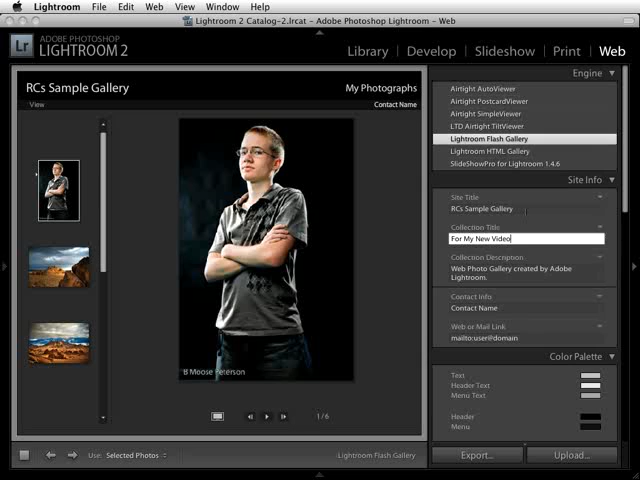 Lightroom File Edit Web View Window Help
Lightroom 2 Catalog-2.lrcat - Adobe Photoshop Lightroom - Web
Lr ADOBE PHOTOSHOP
LIGHTROOM 2
Library | Develop | Slideshow | Print | Web
RCs Sample Gallery
My Photographs
View
Contact Name
B Moose Peterson
1/6
Engine
Airtight AutoViewer
Airtight PostcardViewer
Airtight SimpleViewer
LTD Airtight TiltViewer
Lightroom Flash Gallery
Lightroom HTML Gallery
SlideShowPro for Lightroom 1.4.6
Site Info
Site Title
RCs Sample Gallery
Collection Title
For My New Video
Collection Description
Web Photo Gallery created by Adobe
Lightroom.
Contact Info
Contact Name
Web or Mail Link
mailto:user@domain
Color Palette
Text
Header Text
Menu Text
Header
Menu
Use: Selected Photos
Lightroom Flash Gallery
Export...
Upload...